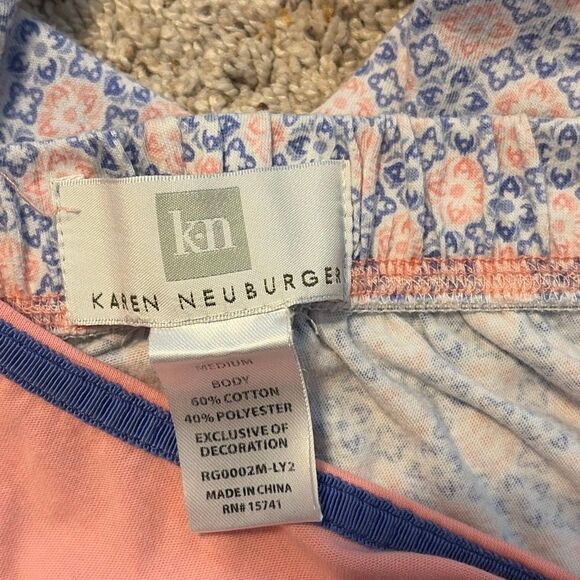 kn
KAREN NEUBURGER
MEDIUM
BODY
60% COTTON
40% POLYESTER
EXCLUSIVE OF
DECORATION
RG0002M-LY2
MADE IN CHINA
RN# 15741